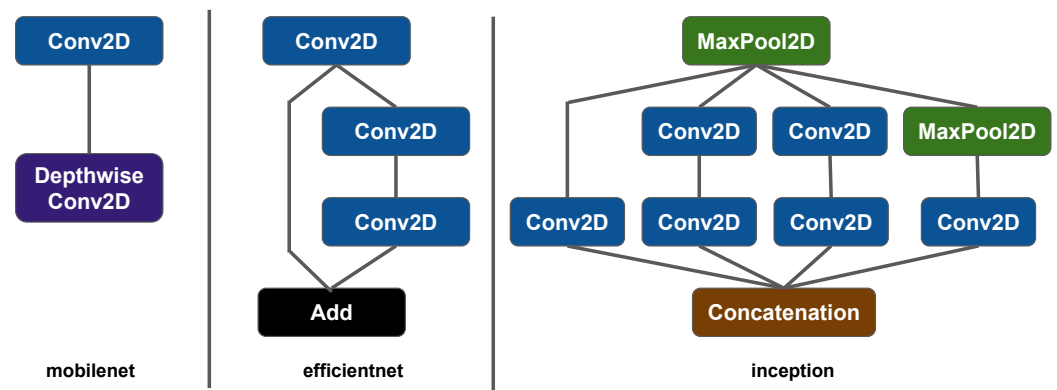 Conv2D
Depthwise
Conv2D
mobilenet
Conv2D
Conv2D
Conv2D
Add
efficientnet
MaxPool2D
Conv2D
Conv2D
MaxPool2D
Conv2D
Conv2D
Conv2D
Conv2D
Concatenation
inception